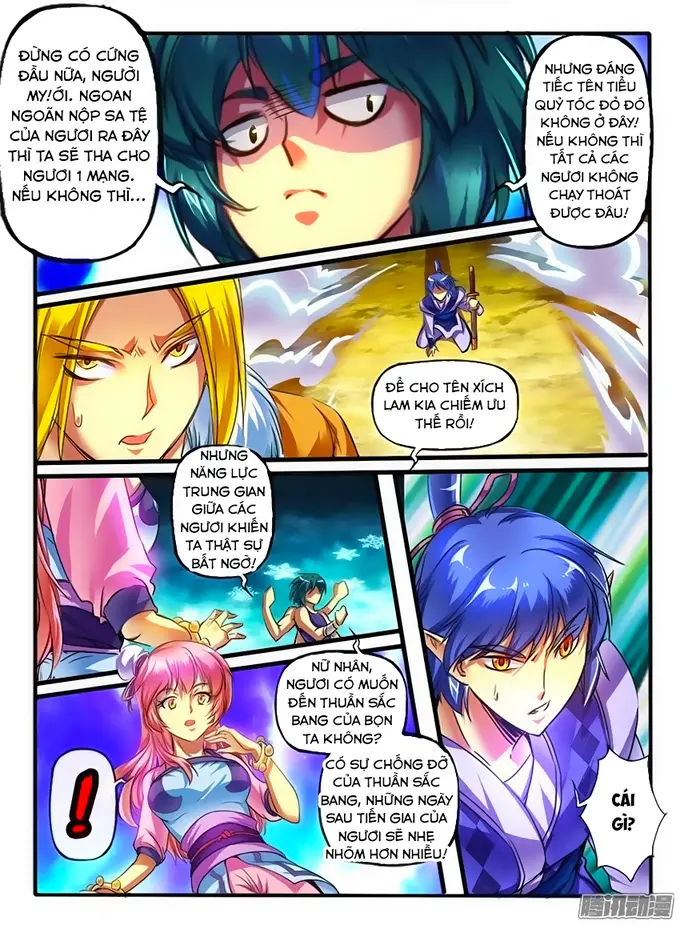 ĐỪNG CÓ CỨNG
ĐẦU NỮA, NGƯỜI
MY!ỚI. NGOAN
NGOÃN NỘP SA TỆ
CỦA NGƯƠI RA ĐÂY
THÌ TA SẼ THA CHO
NGƯƠI 1 MẠNG.
NẾU KHÔNG THÌ...
NHƯNG ĐÁNG
TIẾC TÊN TIỂU
QUỶ TÓC ĐỎ ĐÓ
KHÔNG Ở ĐÂY!
NẾU KHÔNG THÌ
TẤT CẢ CÁC
NGƯƠI KHÔNG
CHẠY THOÁT
ĐƯỢC ĐÂU!
ĐỂ CHO TÊN XÍCH
LAM KIA CHIẾM ƯU
THẾ RỒI!
NHƯNG
NĂNG LỰC
TRUNG GIAN
GIỮA CÁC
NGƯƠI KHIẾN
TA THẬT SỰ
BẤT NGỜ!
NỮ NHÂN,
NGƯƠI CÓ MUỐN
ĐẾN THUẦN SẮC
BANG CỦA BỌN
TA KHÔNG?
CÓ SỰ CHỐNG ĐỠ
CỦA THUẦN SẮC
BANG, NHỮNG NGÀY
SAU TIẾN GIAI CỦA
NGƯƠI SẼ NHẸ
NHÕM HƠN NHIỀU!
!
CÁI
GÌ?
腾讯动漫